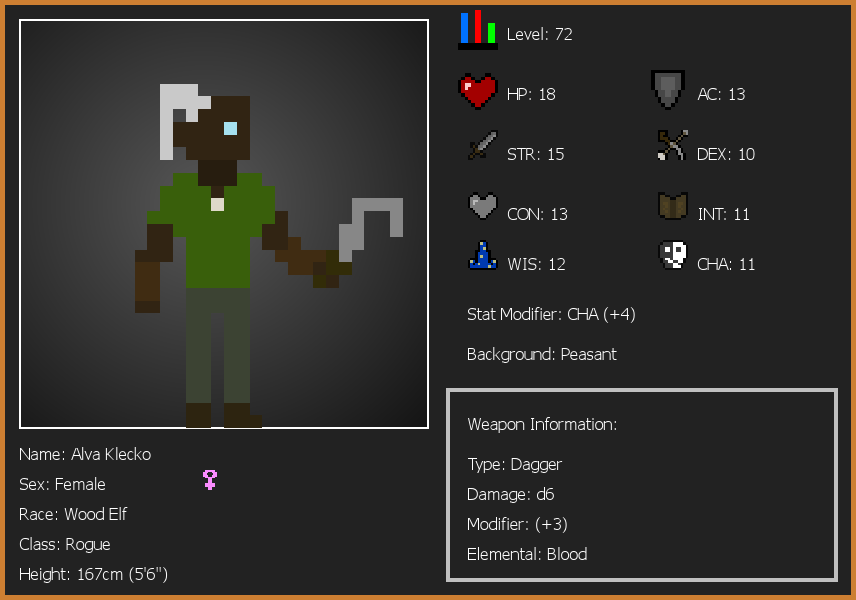 Level: 72
HP: 18
AC: 13
STR: 15
DEX: 10
CON: 13
INT: 11
WIS: 12
CHA: 11
Stat Modifier: CHA (+4)
Background: Peasant
Weapon Information:
Type: Dagger
Damage: d6
Modifier: (+3)
Elemental: Blood
Name: Alva Klecko
Sex: Female
Race: Wood Elf
Class: Rogue
Height: 167cm (5'6")